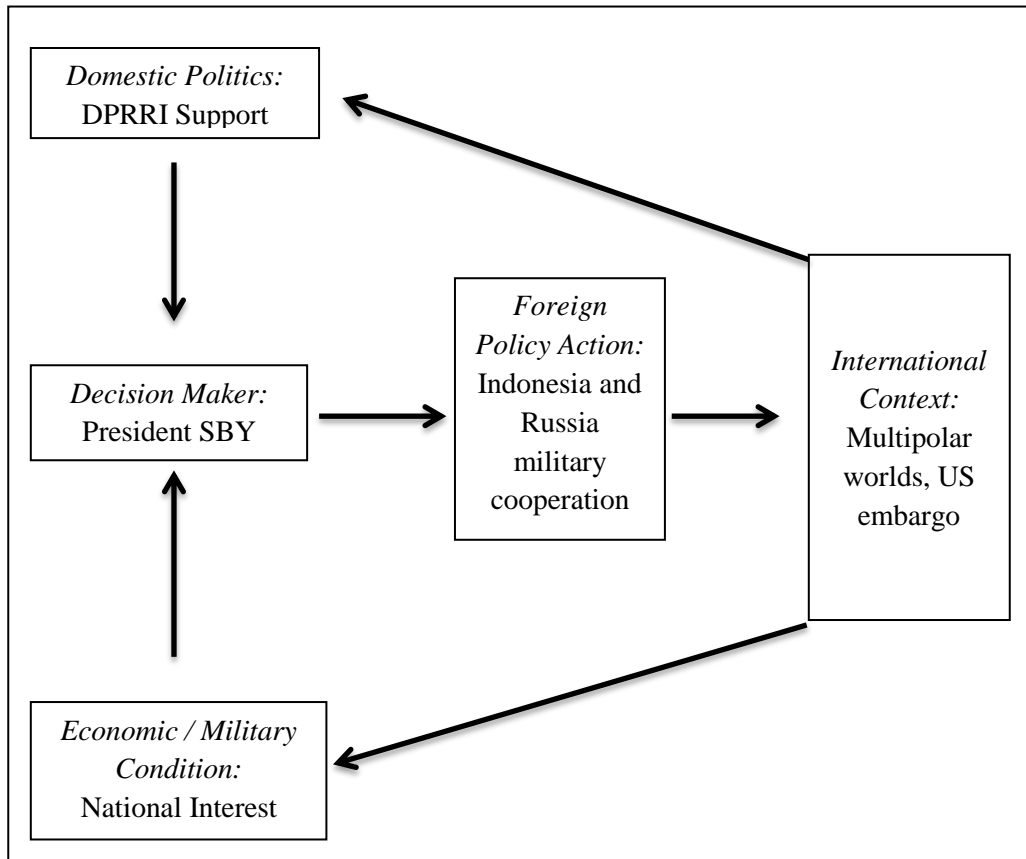 Domestic Politics:
DPRRI Support
Foreign
Policy Action:
Indonesia and
Russia
military
cooperation
International
Context:
Multipolar
worlds, US
embargo
Decision Maker:
President SBY
Economic / Military
Condition:
National Interest